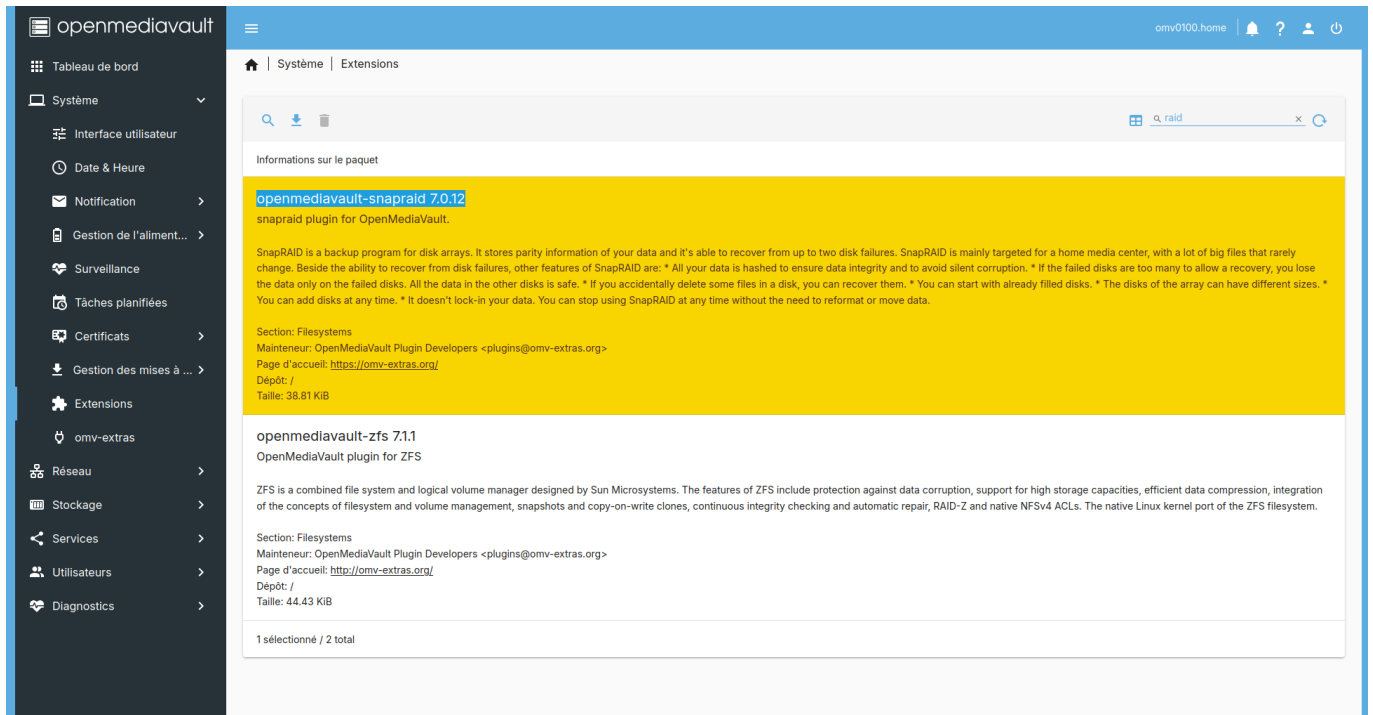 openmediavault
omv0100.home
Tableau de bord
Système
Interface utilisateur
Date & Heure
Notification
Gestion de l'aliment...
Surveillance
Tâches planifiées
Certificats
Gestion des mises à ...
Extensions
omv-extras
Réseau
Stockage
Services
Utilisateurs
Diagnostics
Système | Extensions
raid
Informations sur le paquet
openmediavault-snapraid 7.0.12
snapraid plugin for OpenMediaVault.
SnapRAID is a backup program for disk arrays. It stores parity information of your data and it's able to recover from up to two disk failures. SnapRAID is mainly targeted for a home media center, with a lot of big files that rarely
change. Beside the ability to recover from disk failures, other features of SnapRAID are: * All your data is hashed to ensure data integrity and to avoid silent corruption. * If the failed disks are too many to allow a recovery, you lose
the data only on the failed disks. All the data in the other disks is safe. * If you accidentally delete some files in a disk, you can recover them. * You can start with already filled disks. * The disks of the array can have different sizes. *
You can add disks at any time. * It doesn't lock-in your data. You can stop using SnapRAID at any time without the need to reformat or move data.
Section: Filesystems
Mainteneur: OpenMediaVault Plugin Developers <plugins@omv-extras.org>
Page d'accueil: https://omv-extras.org/
Dépôt: /
Taille: 38.81 KiB
openmediavault-zfs 7.1.1
OpenMediaVault plugin for ZFS
ZFS is a combined file system and logical volume manager designed by Sun Microsystems. The features of ZFS include protection against data corruption, support for high storage capacities, efficient data compression, integration
of the concepts of filesystem and volume management, snapshots and copy-on-write clones, continuous integrity checking and automatic repair, RAID-Z and native NFSv4 ACLs. The native Linux kernel port of the ZFS filesystem.
Section: Filesystems
Mainteneur: OpenMediaVault Plugin Developers <plugins@omv-extras.org>
Page d'accueil: http://omv-extras.org/
Dépôt: /
Taille: 44.43 KiB
1 sélectionné / 2 total